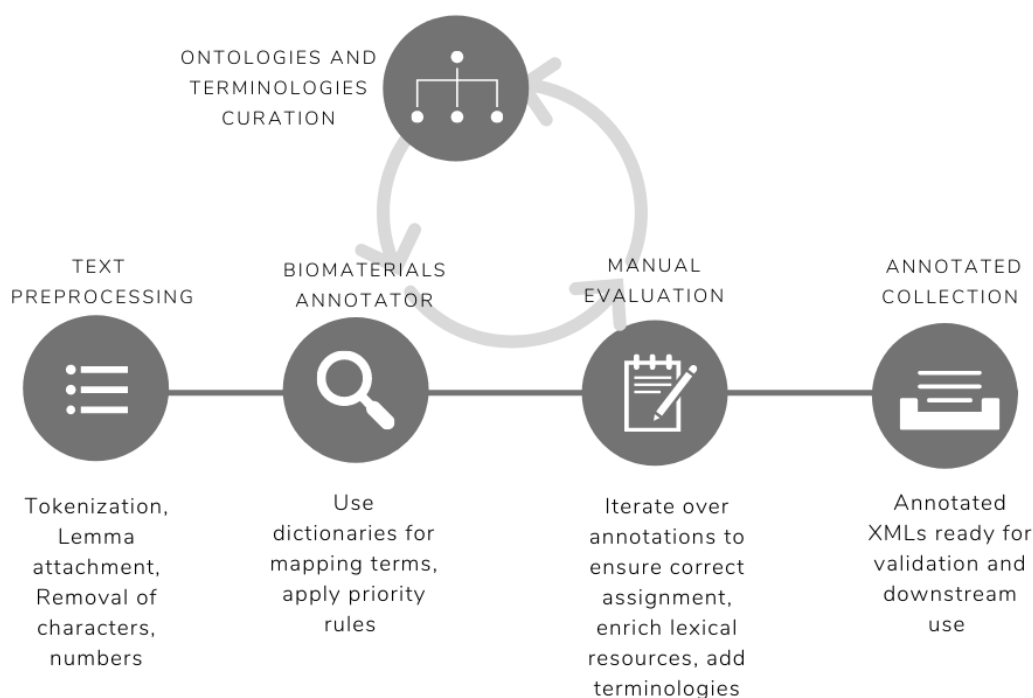 ONTOLOGIES AND
TERMINOLOGIES
CURATION
TEXT
PREPROCESSING
BIOMATERIALS
ANNOTATOR
MANUAL
EVALUATION
ANNOTATED
COLLECTION
Tokenization,
Lemma
attachment,
Removal of
characters,
numbers
Use
dictionaries for
mapping terms,
apply priority
rules
Iterate over
annotations to
ensure correct
assignment,
enrich lexical
resources, add
terminologies
Annotated
XMLs ready for
validation and
downstream
use